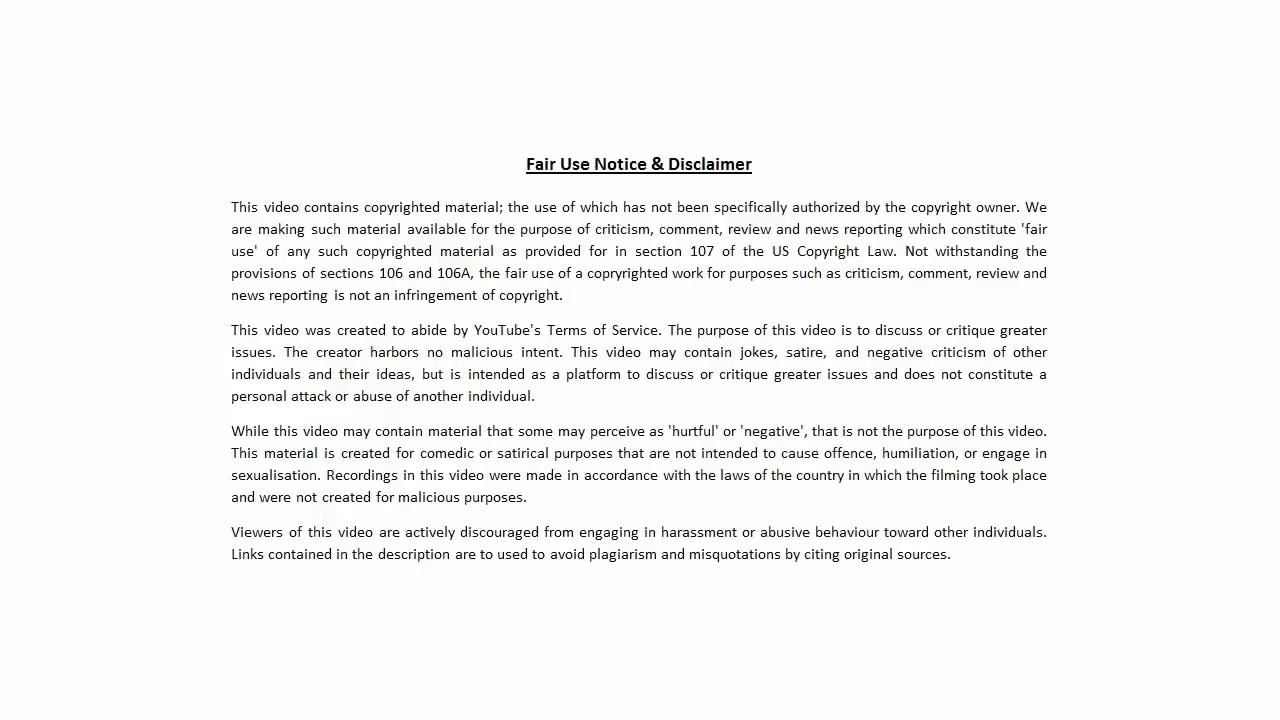 Fair Use Notice & Disclaimer
This video contains copyrighted material; the use of which has not been specifically authorized by the copyright owner. We
are making such material available for the purpose of criticism, comment, review and news reporting which constitute 'fair
use' of any such copyrighted material as provided for in section 107 of the US Copyright Law. Not withstanding the
provisions of sections 106 and 106A, the fair use of a copryrighted work for purposes such as criticism, comment, review and
news reporting is not an infringement of copyright.
This video was created to abide by YouTube's Terms of Service. The purpose of this video is to discuss or critique greater
issues. The creator harbors no malicious intent. This video may contain jokes, satire, and negative criticism of other
individuals and their ideas, but is intended as a platform to discuss or critique greater issues and does not constitute a
personal attack or abuse of another individual.
While this video may contain material that some may perceive as 'hurtful' or 'negative', that is not the purpose of this video.
This material is created for comedic or satirical purposes that are not intended to cause offence, humiliation, or engage in
sexualisation. Recordings in this video were made in accordance with the laws of the country in which the filming took place
and were not created for malicious purposes.
Viewers of this video are actively discouraged from engaging in harassment or abusive behaviour toward other individuals.
Links contained in the description are to used to avoid plagiarism and misquotations by citing original sources.